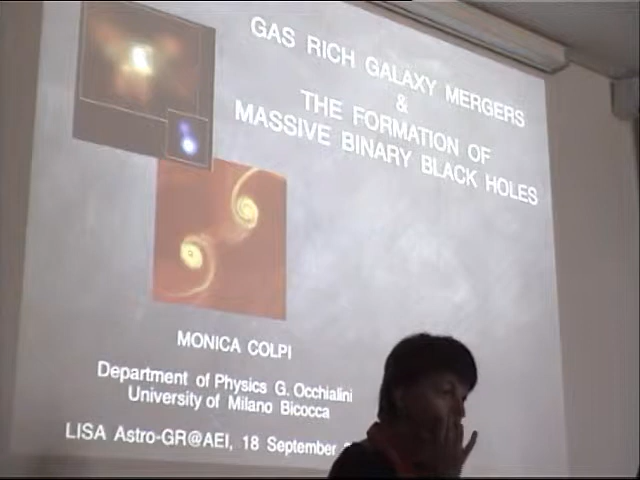 GAS RICH GALAXY MERGERS
&
THE FORMATION OF
MASSIVE BINARY BLACK HOLES
MONICA COLPI
Department of Physics G. Occhialini
University of Milano Bicocca
LISA Astro-GR@AEI, 18 September